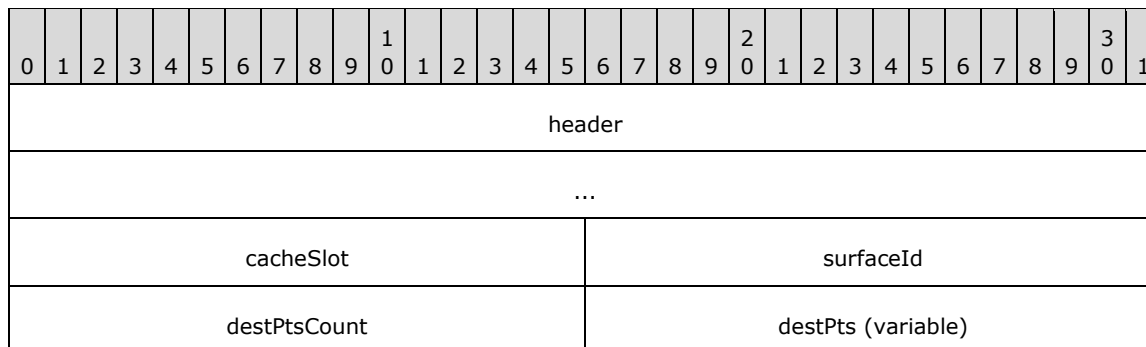 1 2 3
0 1 2 3 4 5 6 7 8 9 0 1 2 3 4 5 6 7 8 9 0 1 2 3 4 5 6 7 8 9 0 1
header
...
cacheSlot surfaceId
destPtsCount destPts (variable)